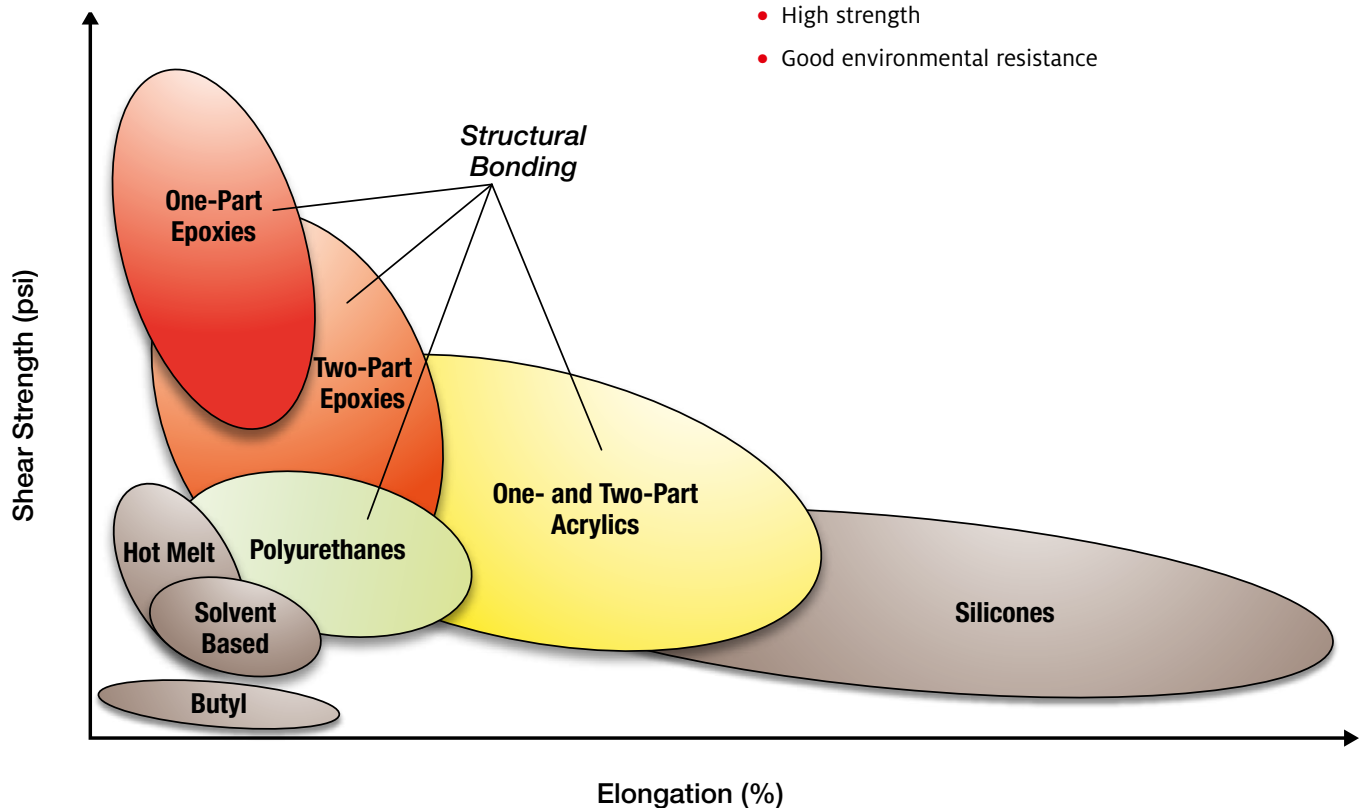 • High strength
• Good environmental resistance
Structural
Bonding
One-Part
Epoxies
Two-Part
Epoxies
One- and Two-Part
Acrylics
Hot Melt
Polyurethanes
Solvent
Based
Silicones
Butyl
Shear Strength (psi)
Elongation (%)